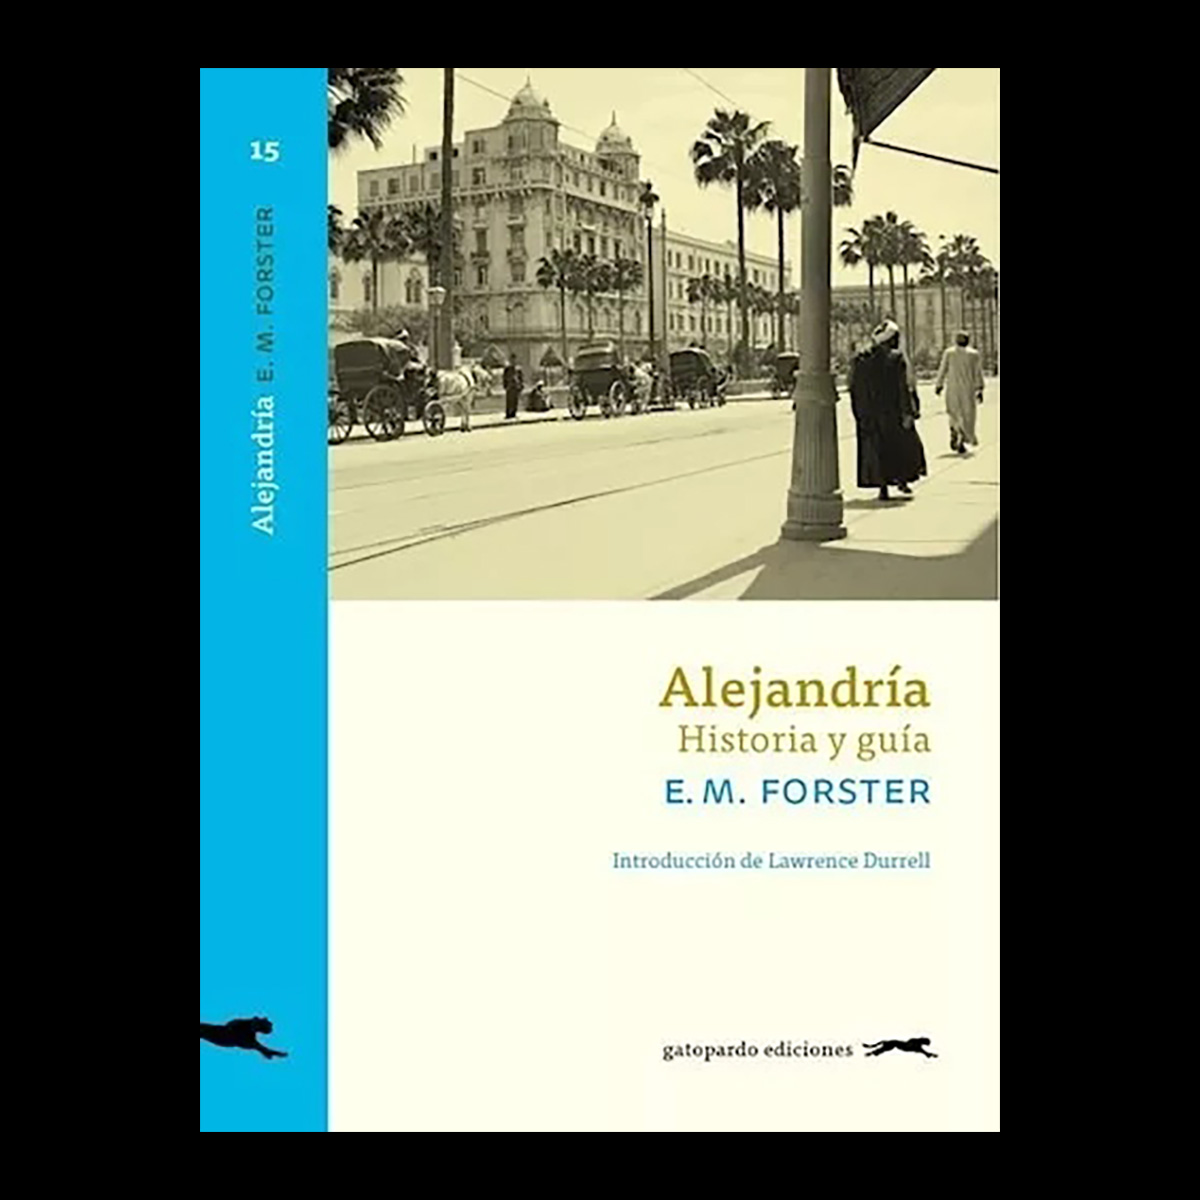 15
Alejandría E. M. FORSTER
Alejandría
Historia y guía
E. M. FORSTER
Introducción de Lawrence Durrell
gatopardo ediciones